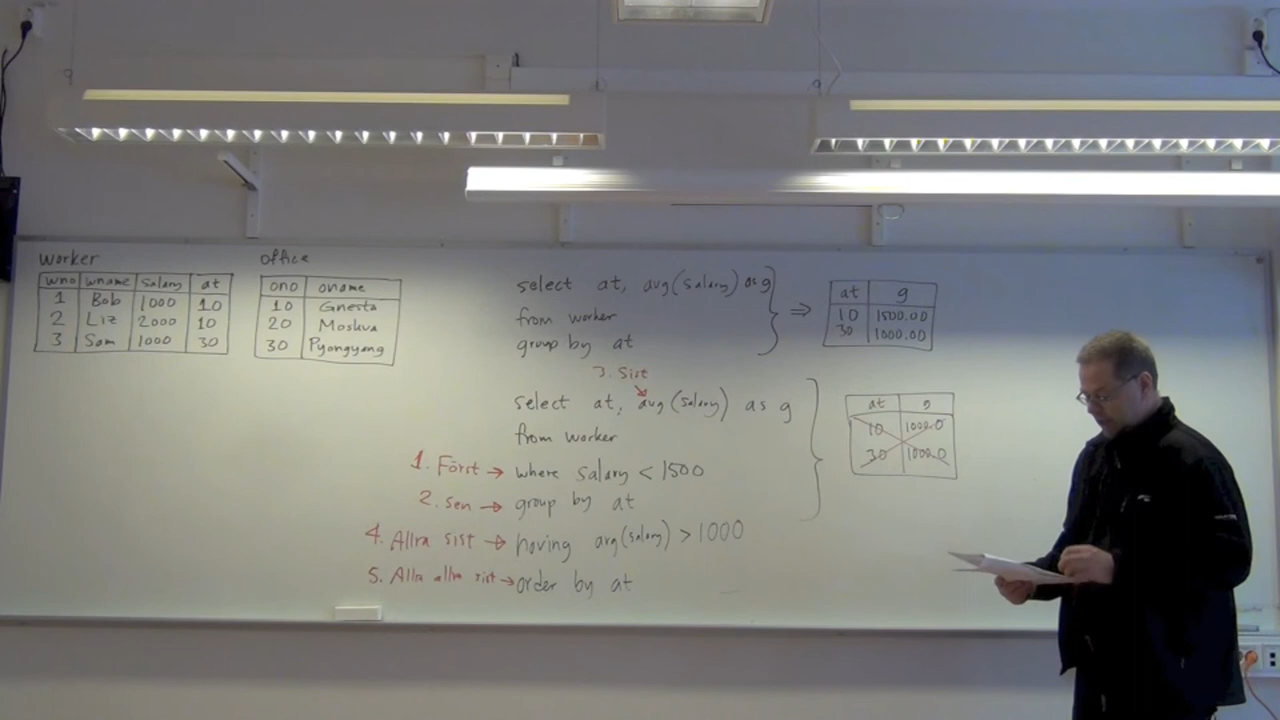 worker
wno wname salary at
1 Bob 1000 10
2 Liz 2000 10
3 Sam 1000 30
office
ono oname
10 Gnesta
20 Moskva
30 Pyongyang
select at, avg(salary) as g
from worker
group by at
⇒
at g
10 1500.00
30 1000.00
3. Sist
select at, avg(salary) as g
from worker
1. Först → where salary < 1500
2. sen → group by at
4. Allra sist → having avg(salary) > 1000
5. Allra allra sist → order by at
at g
10 1000.0
30 1000.0